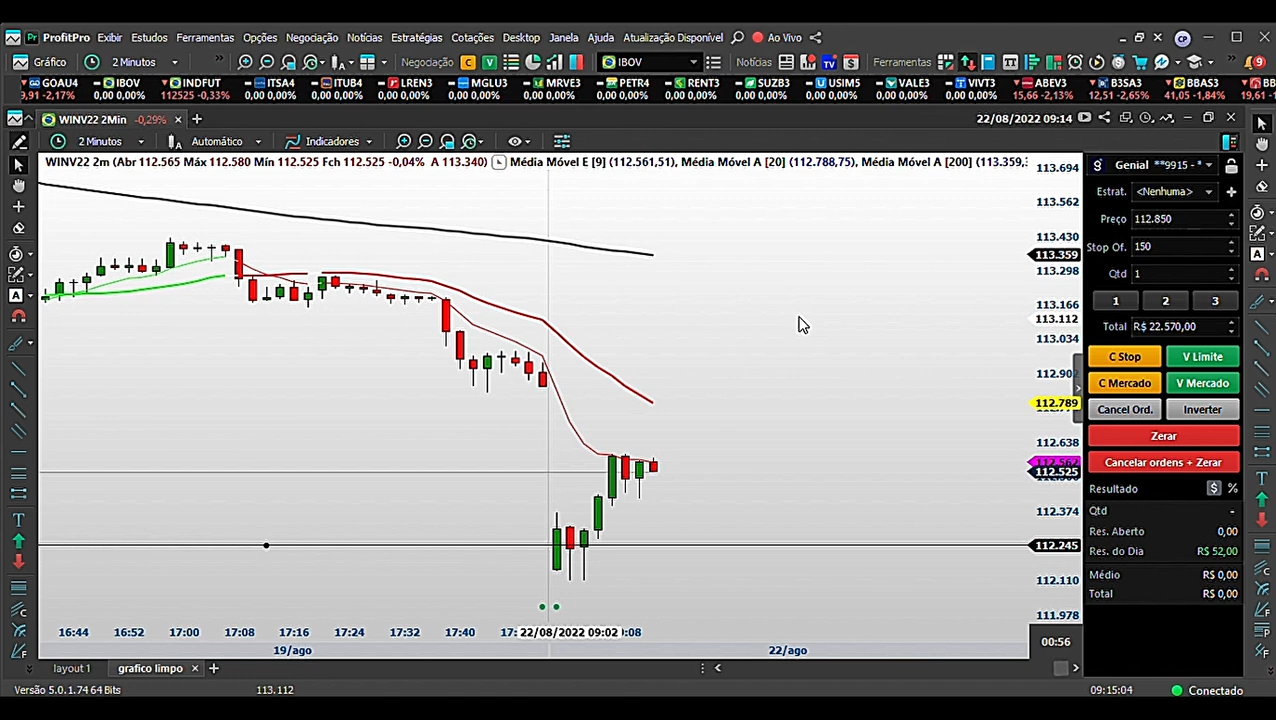 ProfitPro Exibir Estudos Ferramentas Opções Negociação Notícias Estratégias Cotações Desktop Janela Ajuda Atualização Disponível Ao Vivo CP
Gráfico 2 Minutos Negociação C V IBOV Notícias TV Ferramentas 9
GOAU4 IBOV INDFUT ITSA4 ITUB4 LREN3 MGLU3 MRVE3 PETR4 RENT3 SUZB3 USIM5 VALE3 VIVT3 ABEV3 B3SA3 BBAS3
9,91 -2,17% 0,00 0,00% 112525 -0,33% 0,00 0,00% 0,00 0,00% 0,00 0,00% 0,00 0,00% 0,00 0,00% 0,00 0,00% 0,00 0,00% 0,00 0,00% 0,00 0,00% 0,00 0,00% 0,00 0,00% 15,66 -2,13% 12,51 -2,65% 41,05 -1,84% 19,61
WINV22 2Min -0,29% 22/08/2022 09:14
2 Minutos Automático Indicadores
WINV22 2m (Abr 112.565 Máx 112.580 Mín 112.525 Fch 112.525 -0,04% A 113.340) Média Móvel E [9] (112.561,51), Média Móvel A [20] (112.788,75), Média Móvel A [200] (113.359,
113.694
113.562
113.430
113.359
113.298
113.166
113.112
113.034
112.902
112.789
112.638
112.525
112.374
112.245
112.110
111.978
16:44 16:52 17:00 17:08 17:16 17:24 17:32 17:40 22/08/2022 09:02
19/ago 22/ago
00:56
Genial **9915 - *
Estrat. <Nenhuma>
Preço 112.850
Stop Of. 150
Qtd 1
1 2 3
Total R$ 22.570,00
C Stop V Limite
C Mercado V Mercado
Cancel Ord. Inverter
Zerar
Cancelar ordens + Zerar
Resultado $ %
Qtd -
Res. Aberto 0,00
Res. do Dia R$ 52,00
Médio R$ 0,00
Total R$ 0,00
layout 1 grafico limpo
Versão 5.0.1.74 64 Bits 113.112 09:15:04 Conectado